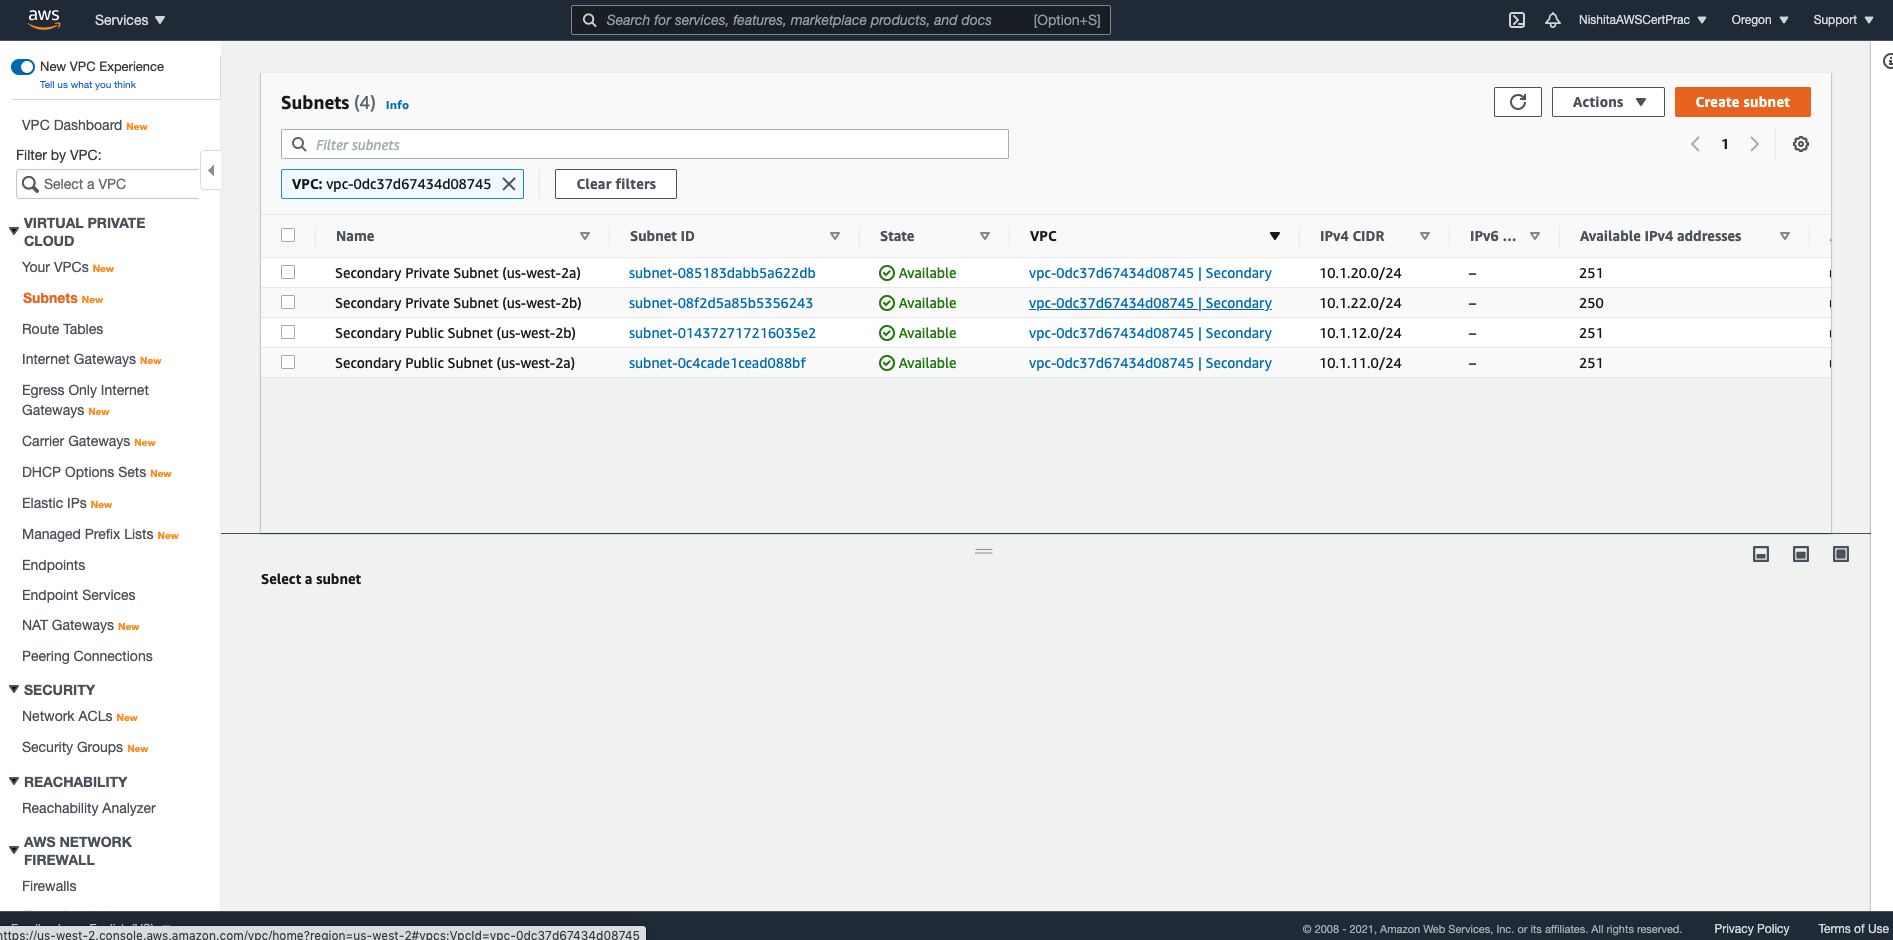 aws
Services
Search for services, features, marketplace products, and docs [Option+S]
NishitaAWSCertPrac
Oregon
Support
New VPC Experience
Tell us what you think
VPC Dashboard New
Filter by VPC:
Select a VPC
VIRTUAL PRIVATE
CLOUD
Your VPCs New
Subnets New
Route Tables
Internet Gateways New
Egress Only Internet
Gateways New
Carrier Gateways New
DHCP Options Sets New
Elastic IPs New
Managed Prefix Lists New
Endpoints
Endpoint Services
NAT Gateways New
Peering Connections
SECURITY
Network ACLs New
Security Groups New
REACHABILITY
Reachability Analyzer
AWS NETWORK
FIREWALL
Firewalls
Subnets (4) Info
Actions
Create subnet
Filter subnets
1
VPC: vpc-0dc37d67434d08745
Clear filters
Name Subnet ID State VPC IPv4 CIDR IPv6 ... Available IPv4 addresses
Secondary Private Subnet (us-west-2a) subnet-085183dabb5a622db Available vpc-0dc37d67434d08745 | Secondary 10.1.20.0/24 – 251
Secondary Private Subnet (us-west-2b) subnet-08f2d5a85b5356243 Available vpc-0dc37d67434d08745 | Secondary 10.1.22.0/24 – 250
Secondary Public Subnet (us-west-2b) subnet-014372717216035e2 Available vpc-0dc37d67434d08745 | Secondary 10.1.12.0/24 – 251
Secondary Public Subnet (us-west-2a) subnet-0c4cade1cead088bf Available vpc-0dc37d67434d08745 | Secondary 10.1.11.0/24 – 251
Select a subnet
https://us-west-2.console.aws.amazon.com/vpc/home?region=us-west-2#vpcs:VpcId=vpc-0dc37d67434d08745
© 2008 - 2021, Amazon Web Services, Inc. or its affiliates. All rights reserved.
Privacy Policy
Terms of Use